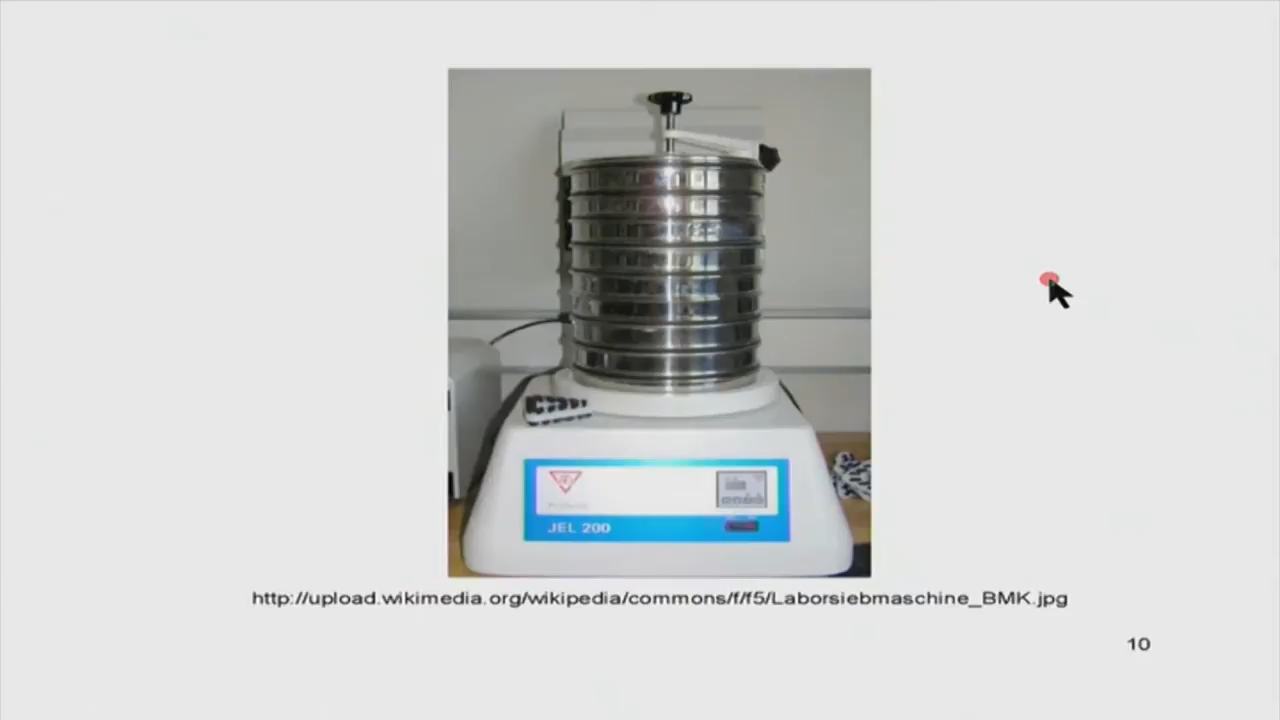 JEL 200
http://upload.wikimedia.org/wikipedia/commons/f/f5/Laborsiebmaschine_BMK.jpg
10